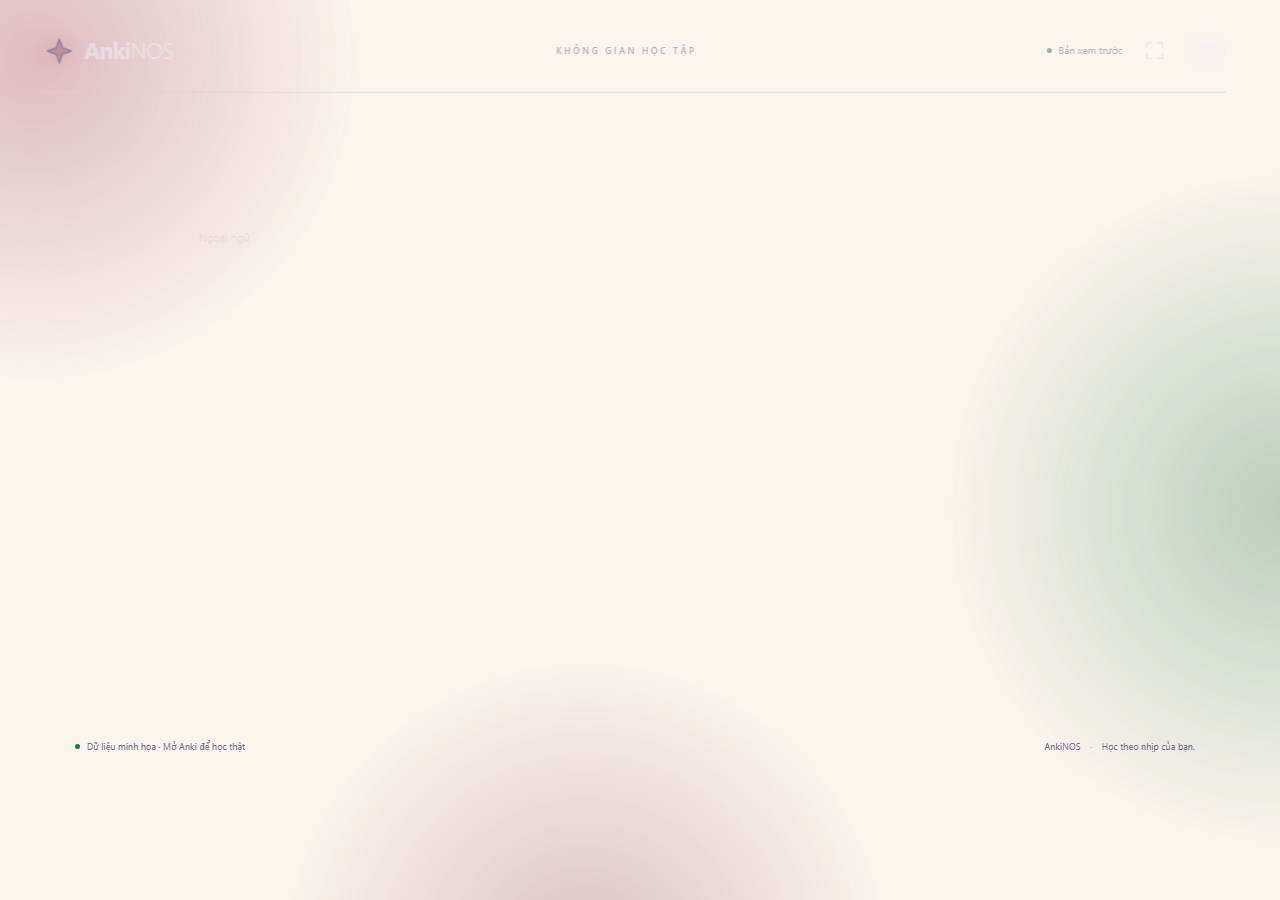 AnkiNOS
KHÔNG GIAN HỌC TẬP
Bản xem trước
Ngoại ngữ
Dữ liệu minh họa · Mở Anki để học thật
AnkiNOS · Học theo nhịp của bạn.